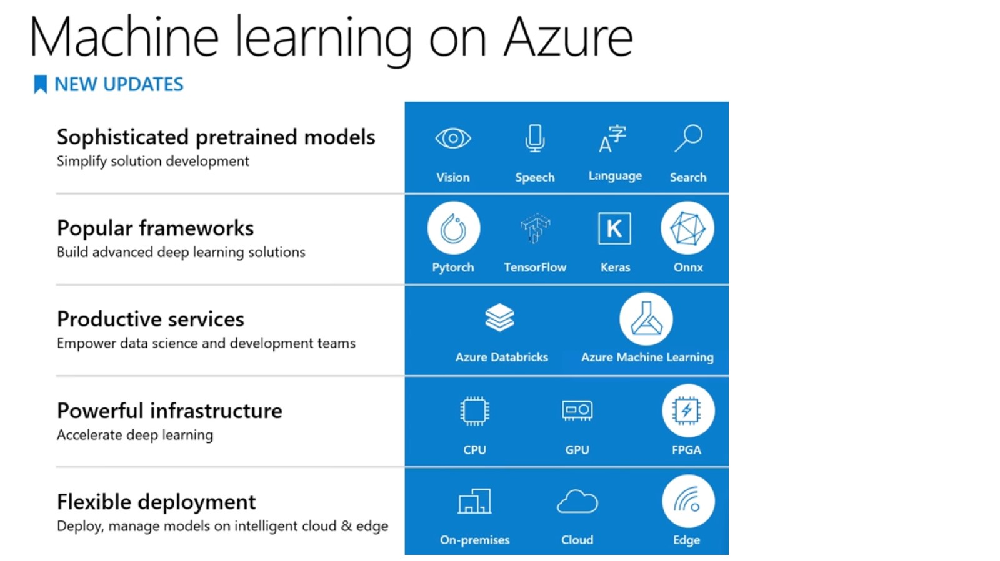 Machine learning on Azure
NEW UPDATES
Sophisticated pretrained models
Simplify solution development
Vision
Speech
A字
Language
Search
Popular frameworks
Build advanced deep learning solutions
Pytorch
TensorFlow
K
Keras
Onnx
Productive services
Empower data science and development teams
Azure Databricks
Azure Machine Learning
Powerful infrastructure
Accelerate deep learning
CPU
GPU
FPGA
Flexible deployment
Deploy, manage models on intelligent cloud & edge
On-premises
Cloud
Edge